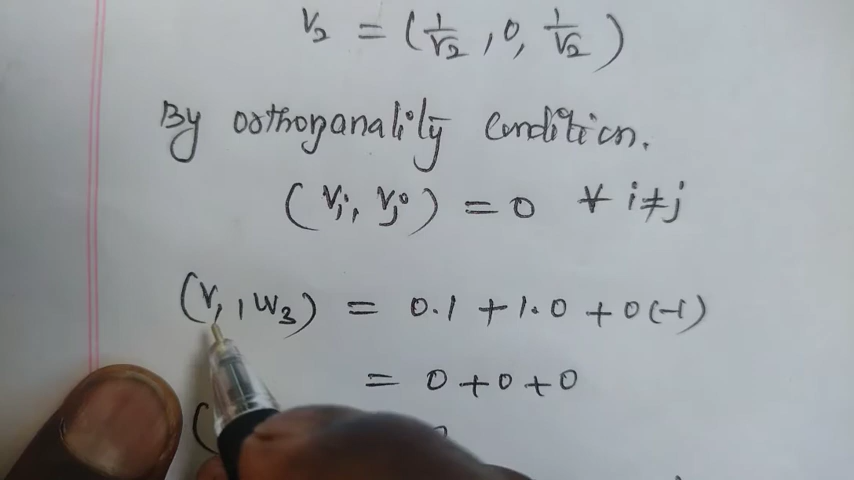 V₂ = (1/√2, 0, 1/√2)
By orthoganality condition.
(Vi, Vj) = 0 ∀ i≠j
(V₁, W₃) = 0.1 + 1.0 + 0(-1)
= 0 + 0 + 0
(